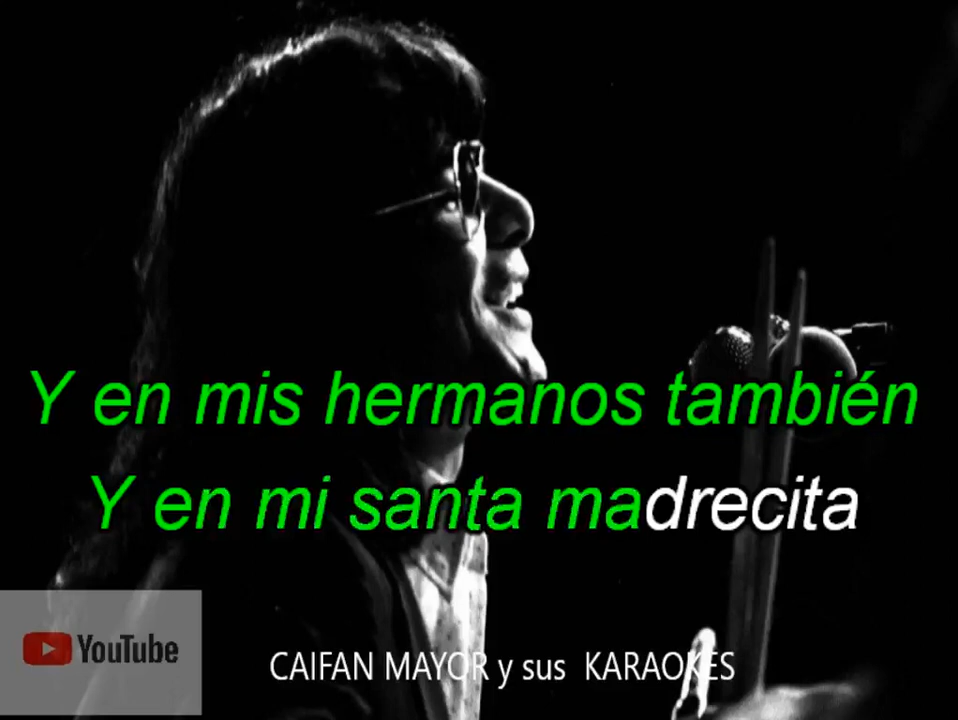 Y en mis hermanos también
Y en mi santa madrecita
YouTube
CAIFAN MAYOR y sus KARAOKES